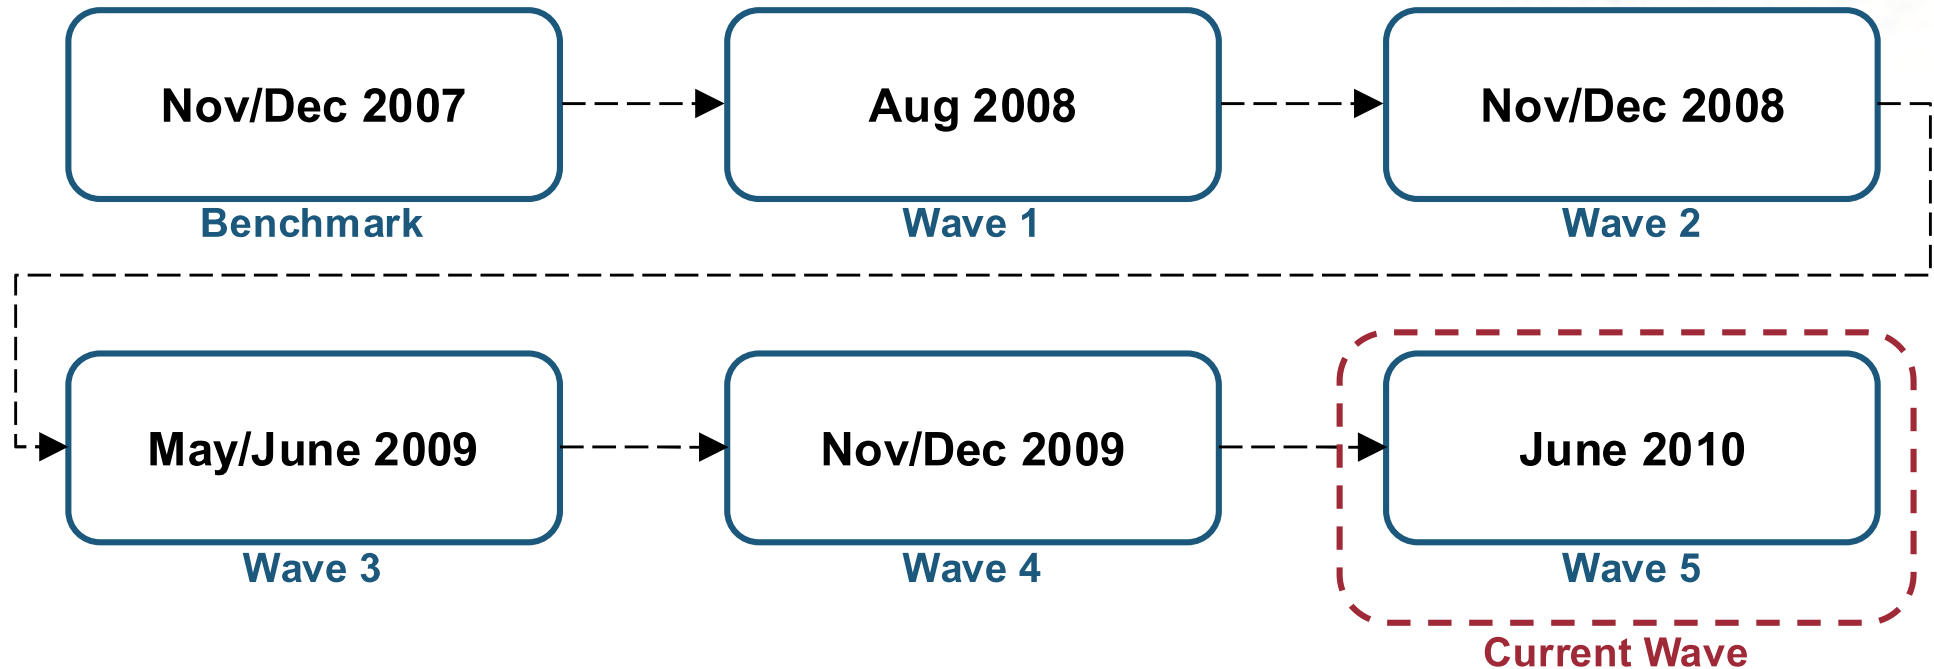 Nov/Dec 2007
Aug 2008
Nov/Dec 2008
Benchmark
Wave 1
Wave 2
May/June 2009
Nov/Dec 2009
June 2010
Wave 3
Wave 4
Wave 5
Current Wave